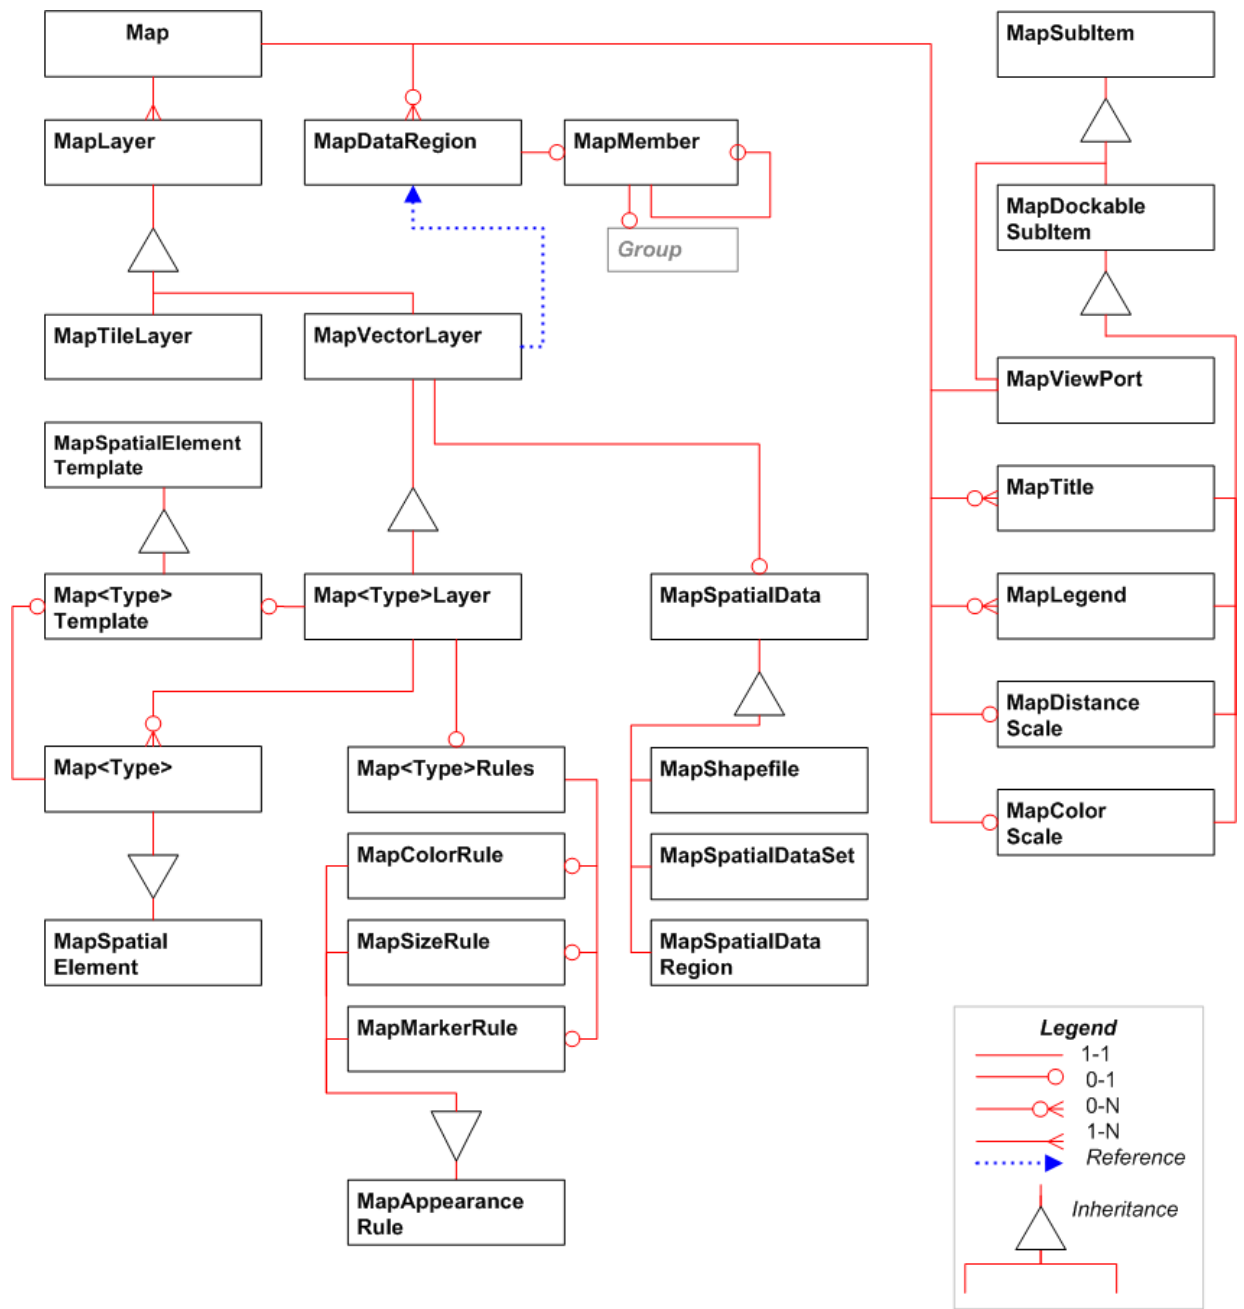 Map
MapSubItem
MapLayer
MapDataRegion
MapMember
MapDockable
SubItem
Group
MapTileLayer
MapVectorLayer
MapViewPort
MapSpatialElement
Template
MapTitle
Map<Type>
Template
Map<Type>Layer
MapSpatialData
MapLegend
MapDistance
Scale
Map<Type>
Map<Type>Rules
MapShapefile
MapColor
Scale
MapColorRule
MapSpatialDataSet
MapSpatial
Element
MapSizeRule
MapSpatialData
Region
MapMarkerRule
MapAppearance
Rule
Legend
1-1
0-1
0-N
1-N
Reference
Inheritance